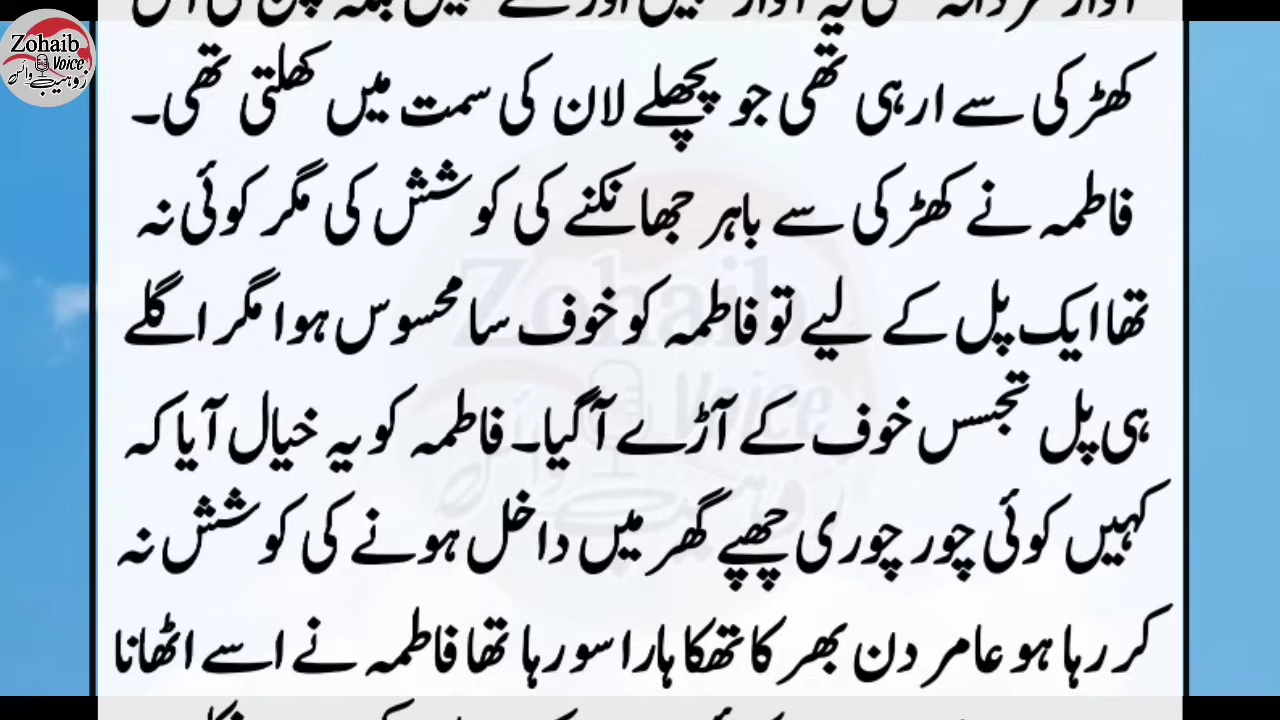 Zohaib
Voice
زوہیب وائس
کھڑکی سے ارہی تھی جو پچھلے لان کی سمت میں کھلتی تھی۔
فاطمہ نے کھڑکی سے باہر جھانکنے کی کوشش کی مگر کوئی نہ
تھا ایک پل کے لیے تو فاطمہ کو خوف سا محسوس ہوا مگر اگلے
ہی پل تجسس خوف کے آڑے آگیا۔ فاطمہ کو یہ خیال آیا کہ
کہیں کوئی چور چوری چھپے گھر میں داخل ہونے کی کوشش نہ
کر رہا ہو عامر دن بھر کا تھکا ہارا سو رہا تھا فاطمہ نے اسے اٹھانا